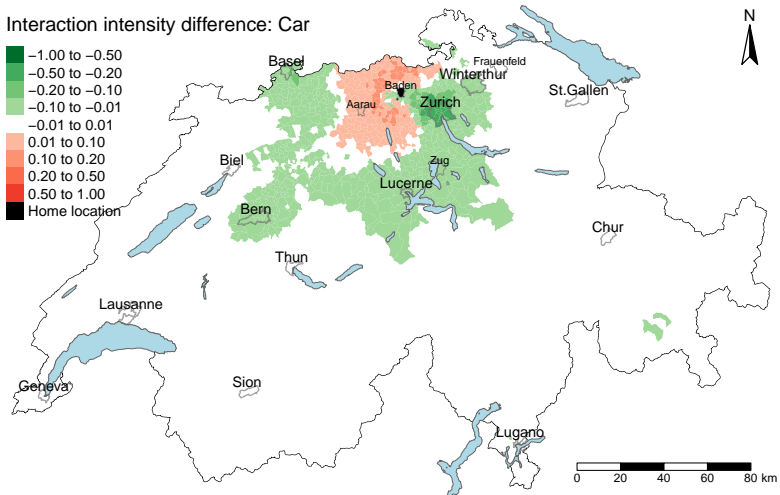 Interaction intensity difference: Car
−1.00 to −0.50
−0.50 to −0.20
−0.20 to −0.10
−0.10 to −0.01
−0.01 to 0.01
0.01 to 0.10
0.10 to 0.20
0.20 to 0.50
0.50 to 1.00
Home location
N
Basel
Frauenfeld
Winterthur
Baden
St.Gallen
Aarau
Zurich
Biel
Zug
Lucerne
Bern
Chur
Thun
Lausanne
Geneva
Sion
Lugano
0 20 40 60 80 km